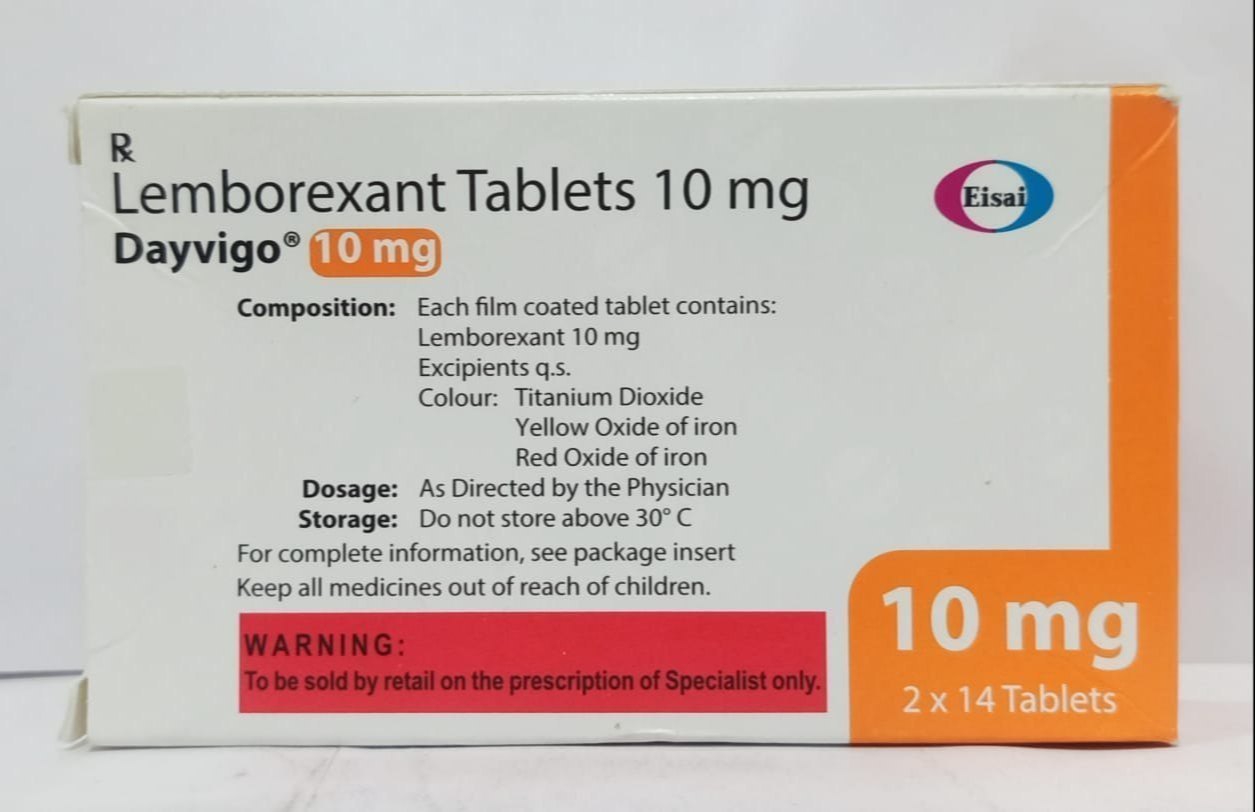 Rx
Lemborexant Tablets 10 mg
Dayvigo® 10 mg
Eisai
Composition: Each film coated tablet contains:
Lemborexant 10 mg
Excipients q.s.
Colour: Titanium Dioxide
Yellow Oxide of iron
Red Oxide of iron
Dosage: As Directed by the Physician
Storage: Do not store above 30° C
For complete information, see package insert
Keep all medicines out of reach of children.
WARNING:
To be sold by retail on the prescription of Specialist only.
10 mg
2 x 14 Tablets